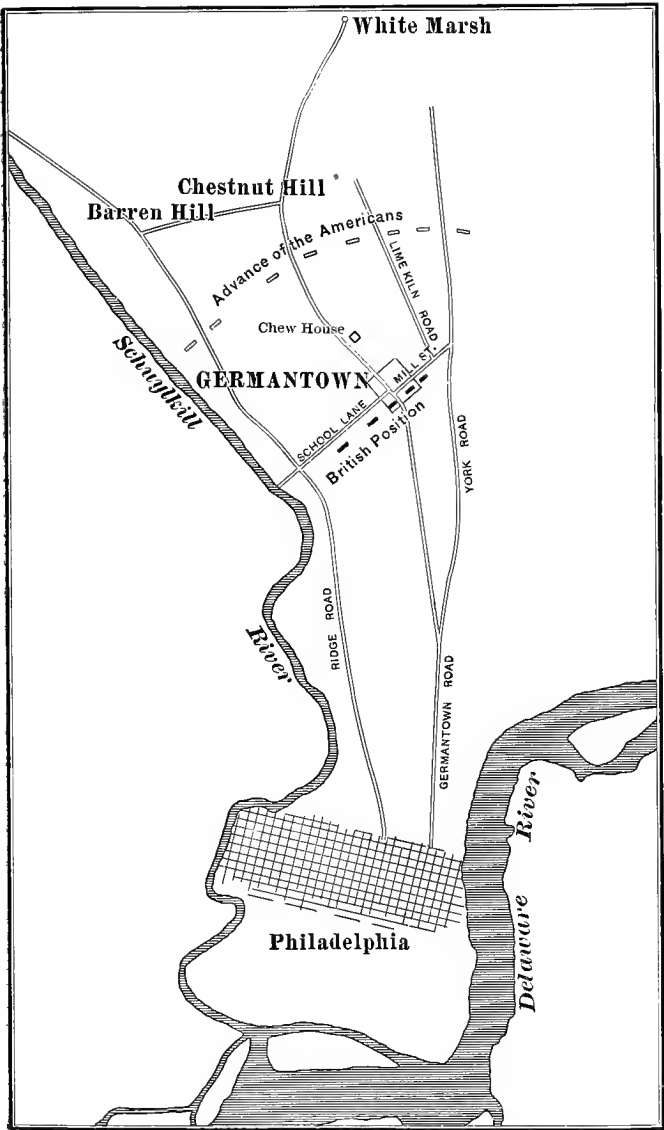 White Marsh
Chestnut Hill
Barren Hill
Advance of the Americans
LIME KILN ROAD
Chew House
Schuylkill
GERMANTOWN
MILL ST.
SCHOOL LANE
British Position
YORK ROAD
RIDGE ROAD
River
GERMANTOWN ROAD
River
Delaware
Philadelphia